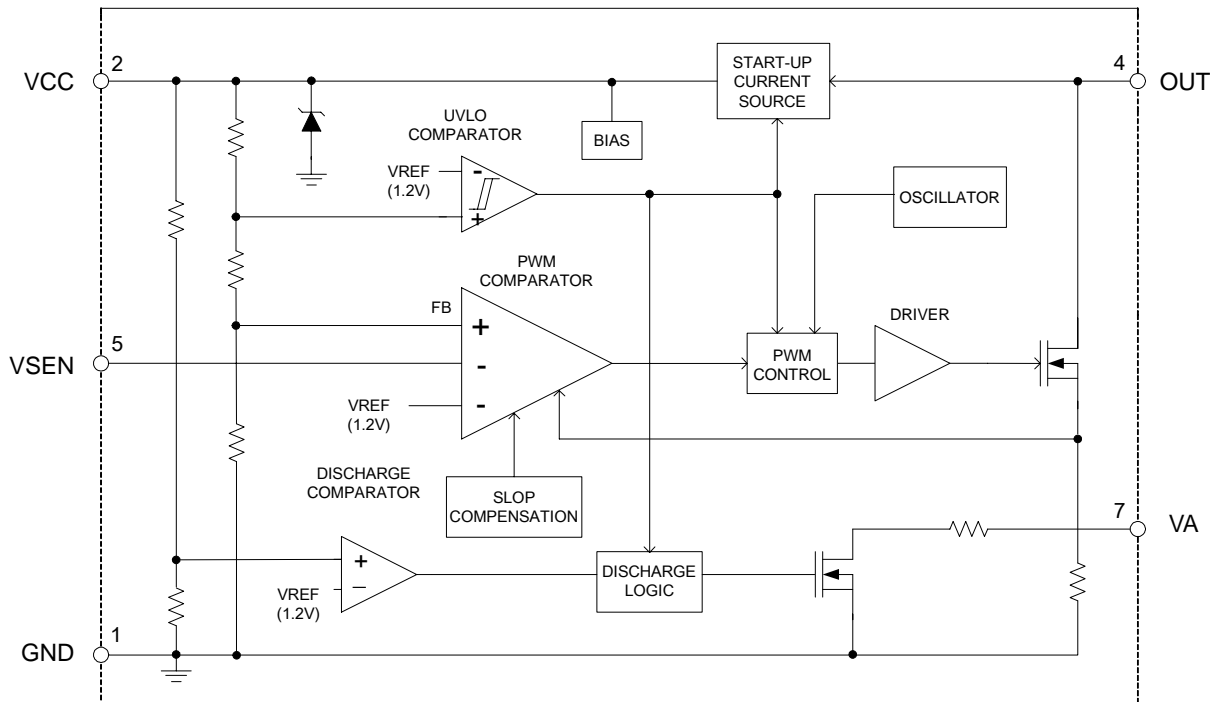 VCC
2
START-UP
CURRENT
SOURCE
4
OUT
UVLO
COMPARATOR
BIAS
VREF
(1.2V)
-
+
OSCILLATOR
PWM
COMPARATOR
FB
+
-
-
DRIVER
VSEN
5
PWM
CONTROL
VREF
(1.2V)
DISCHARGE
COMPARATOR
SLOP
COMPENSATION
7
VA
+
−
VREF
(1.2V)
DISCHARGE
LOGIC
GND
1